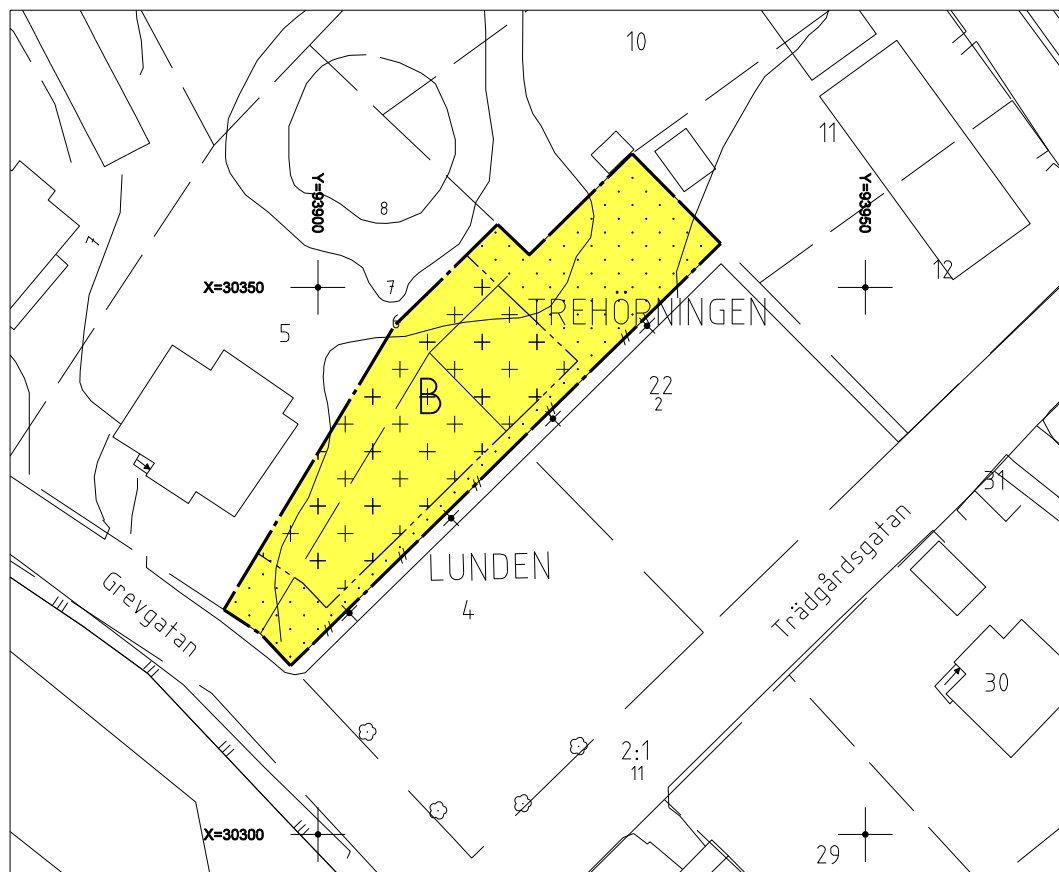 10
11
Y=93900
Y=93950
8
12
7
7
X=30350
6
TREHÖRNINGEN
5
22
2
B
31
LUNDEN
Trädgårdsgatan
Grevgatan
4
30
2:1
11
X=30300
29